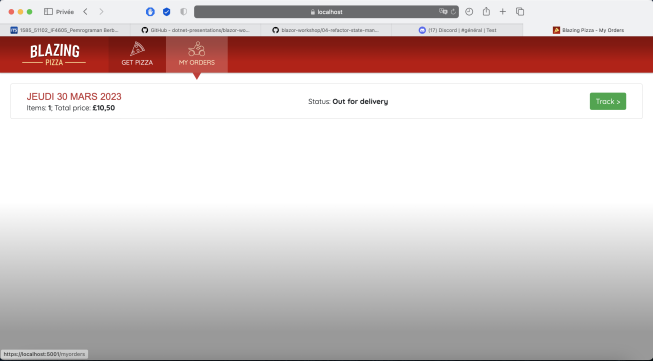 Privée
localhost
1585_S1102_IF4605_Pemrograman Berb...
GitHub - dotnet-presentations/blazor-wo...
blazor-workshop/04-refactor-state-man...
(17) Discord | #général | Test
Blazing Pizza - My Orders
BLAZING
PIZZA
GET PIZZA
MY ORDERS
JEUDI 30 MARS 2023
Items: 1; Total price: £10,50
Status: Out for delivery
Track >
https://localhost:5001/myorders